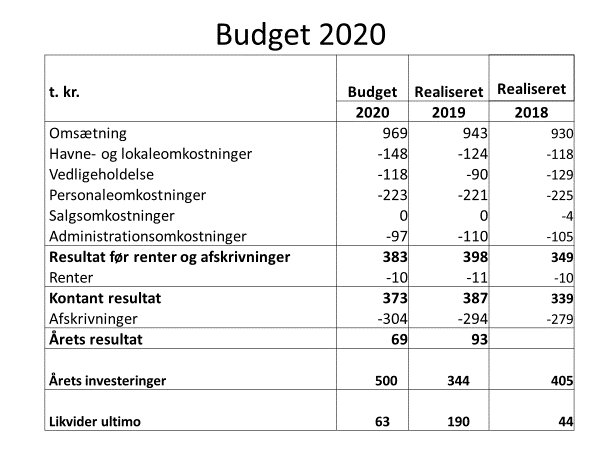 Budget 2020
t. kr. Budget Realiseret Realiseret
2020 2019 2018
Omsætning 969 943 930
Havne- og lokaleomkostninger -148 -124 -118
Vedligeholdelse -118 -90 -129
Personaleomkostninger -223 -221 -225
Salgsomkostninger 0 0 -4
Administrationsomkostninger -97 -110 -105
Resultat før renter og afskrivninger 383 398 349
Renter -10 -11 -10
Kontant resultat 373 387 339
Afskrivninger -304 -294 -279
Årets resultat 69 93
Årets investeringer 500 344 405
Likvider ultimo 63 190 44